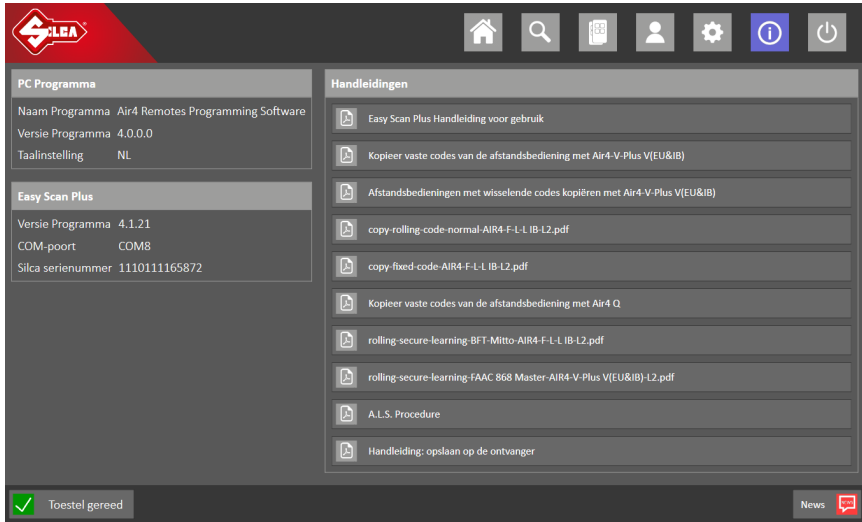 SILCA
PC Programma
Naam Programma Air4 Remotes Programming Software
Versie Programma 4.0.0.0
Taalinstelling NL
Easy Scan Plus
Versie Programma 4.1.21
COM-poort COM8
Silca serienummer 1110111165872
Handleidingen
Easy Scan Plus Handleiding voor gebruik
Kopieer vaste codes van de afstandsbediening met Air4-V-Plus V(EU&IB)
Afstandsbedieningen met wisselende codes kopiëren met Air4-V-Plus V(EU&IB)
copy-rolling-code-normal-AIR4-F-L-L IB-L2.pdf
copy-fixed-code-AIR4-F-L-L IB-L2.pdf
Kopieer vaste codes van de afstandsbediening met Air4 Q
rolling-secure-learning-BFT-Mitto-AIR4-F-L-L IB-L2.pdf
rolling-secure-learning-FAAC 868 Master-AIR4-V-Plus V(EU&IB)-L2.pdf
A.L.S. Procedure
Handleiding: opslaan op de ontvanger
Toestel gereed
News NEWS